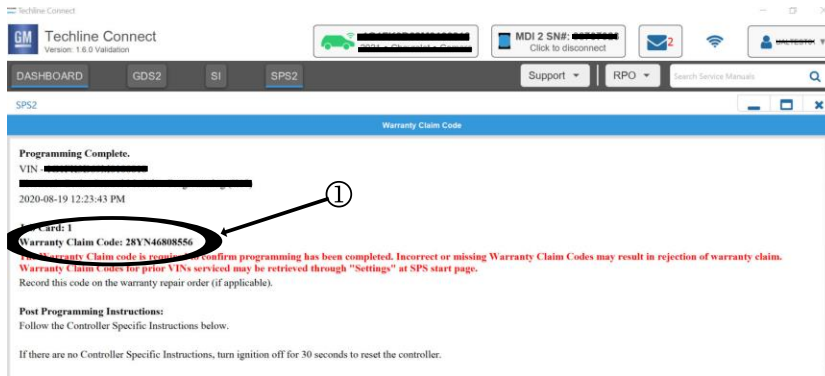 Techline Connect
GM Techline Connect
Version: 1.6.0 Validation
2021 - Chevrolet - Camaro
MDI 2 SN#:
Click to disconnect
2
DASHBOARD GDS2 SI SPS2 Support RPO Search Service Manuals
SPS2
Warranty Claim Code
Programming Complete.
VIN -
2020-08-19 12:23:43 PM
①
Card: 1
Warranty Claim Code: 28YN46808556
Warranty Claim code is required to confirm programming has been completed. Incorrect or missing Warranty Claim Codes may result in rejection of warranty claim.
Warranty Claim Codes for prior VINs serviced may be retrieved through "Settings" at SPS start page.
Record this code on the warranty repair order (if applicable).
Post Programming Instructions:
Follow the Controller Specific Instructions below.
If there are no Controller Specific Instructions, turn ignition off for 30 seconds to reset the controller.